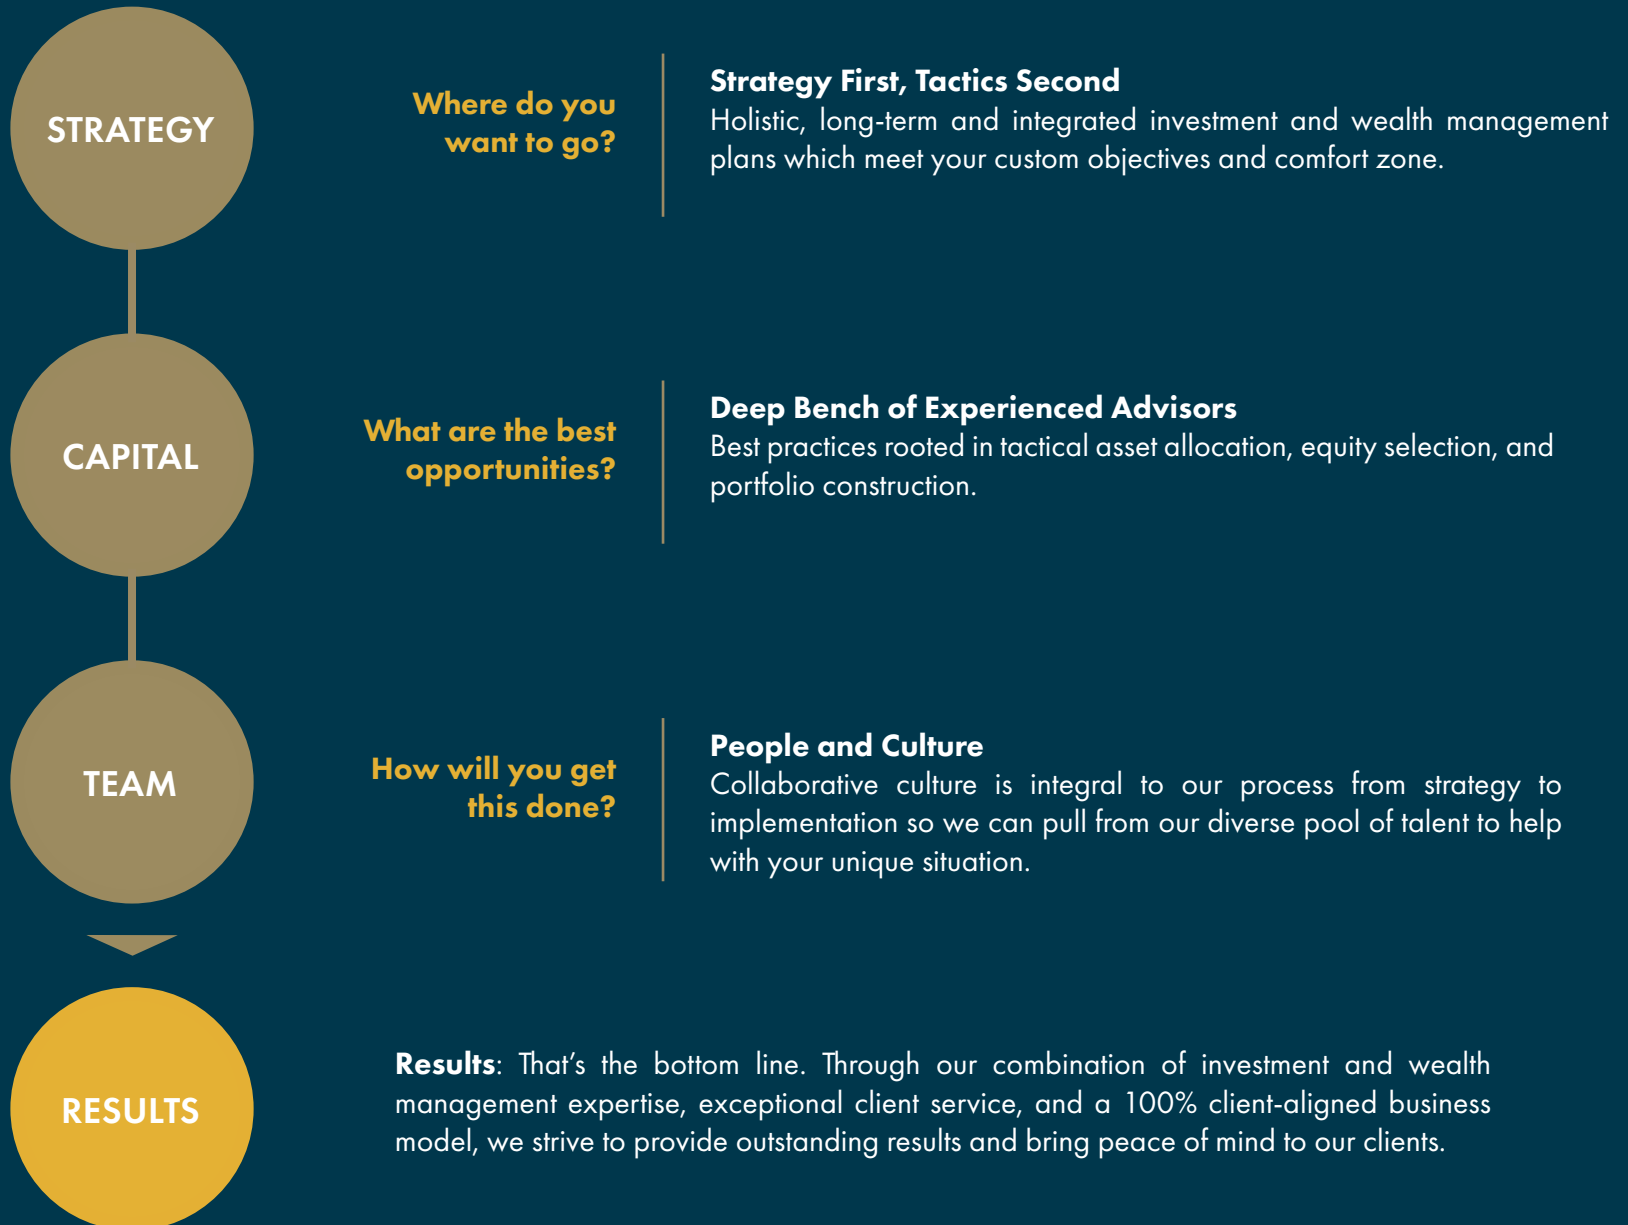 STRATEGY
Where do you
want to go?
Strategy First, Tactics Second
Holistic, long-term and integrated investment and wealth management
plans which meet your custom objectives and comfort zone.
CAPITAL
What are the best
opportunities?
Deep Bench of Experienced Advisors
Best practices rooted in tactical asset allocation, equity selection, and
portfolio construction.
TEAM
How will you get
this done?
People and Culture
Collaborative culture is integral to our process from strategy to
implementation so we can pull from our diverse pool of talent to help
with your unique situation.
RESULTS
Results: That’s the bottom line. Through our combination of investment and wealth
management expertise, exceptional client service, and a 100% client-aligned business
model, we strive to provide outstanding results and bring peace of mind to our clients.